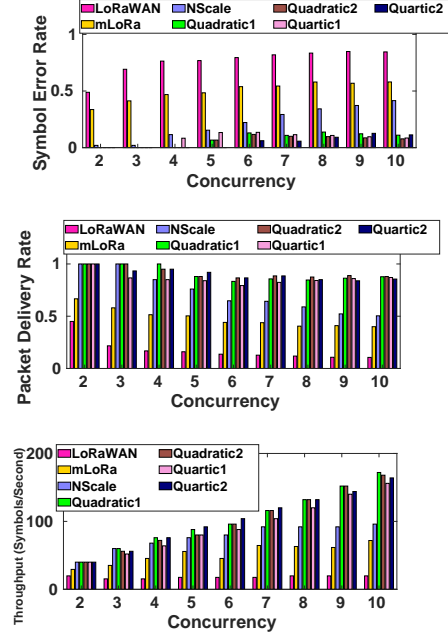 1
LoRaWAN NScale Quadratic2 Quartic2
mLoRa Quadratic1 Quartic1
Symbol Error Rate
0.5
0
2 3 4 5 6 7 8 9 10
Concurrency
LoRaWAN NScale Quadratic2 Quartic2
mLoRa Quadratic1 Quartic1
Packet Delivery Rate
1
0.5
0
2 3 4 5 6 7 8 9 10
Concurrency
200
LoRaWAN Quadratic2
mLoRa Quartic1
NScale Quartic2
Quadratic1
Throughput (Symbols/Second)
100
0
2 3 4 5 6 7 8 9 10
Concurrency